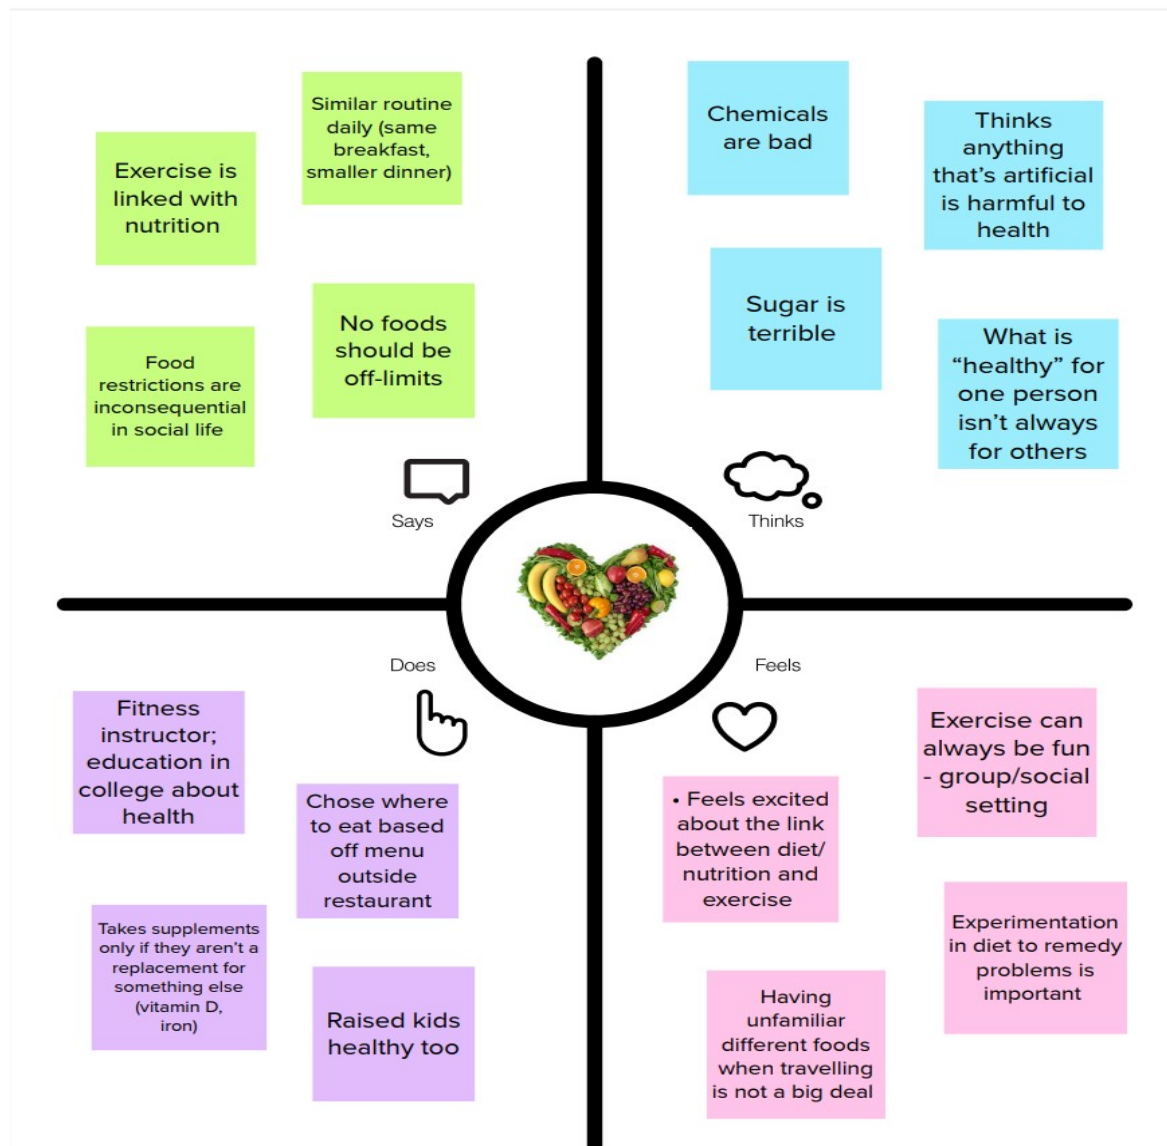 Similar routine
daily (same
breakfast,
smaller dinner)
Exercise is
linked with
nutrition
No foods
should be
off-limits
Food
restrictions are
inconsequential
in social life
Says
Chemicals
are bad
Thinks
anything
that’s artificial
is harmful to
health
Sugar is
terrible
What is
“healthy” for
one person
isn’t always
for others
Thinks
Does
Fitness
instructor;
education in
college about
health
Chose where
to eat based
off menu
outside
restaurant
Takes supplements
only if they aren’t a
replacement for
something else
(vitamin D,
iron)
Raised kids
healthy too
Feels
Exercise can
always be fun
- group/social
setting
• Feels excited
about the link
between diet/
nutrition and
exercise
Experimentation
in diet to remedy
problems is
important
Having
unfamiliar
different foods
when travelling
is not a big deal